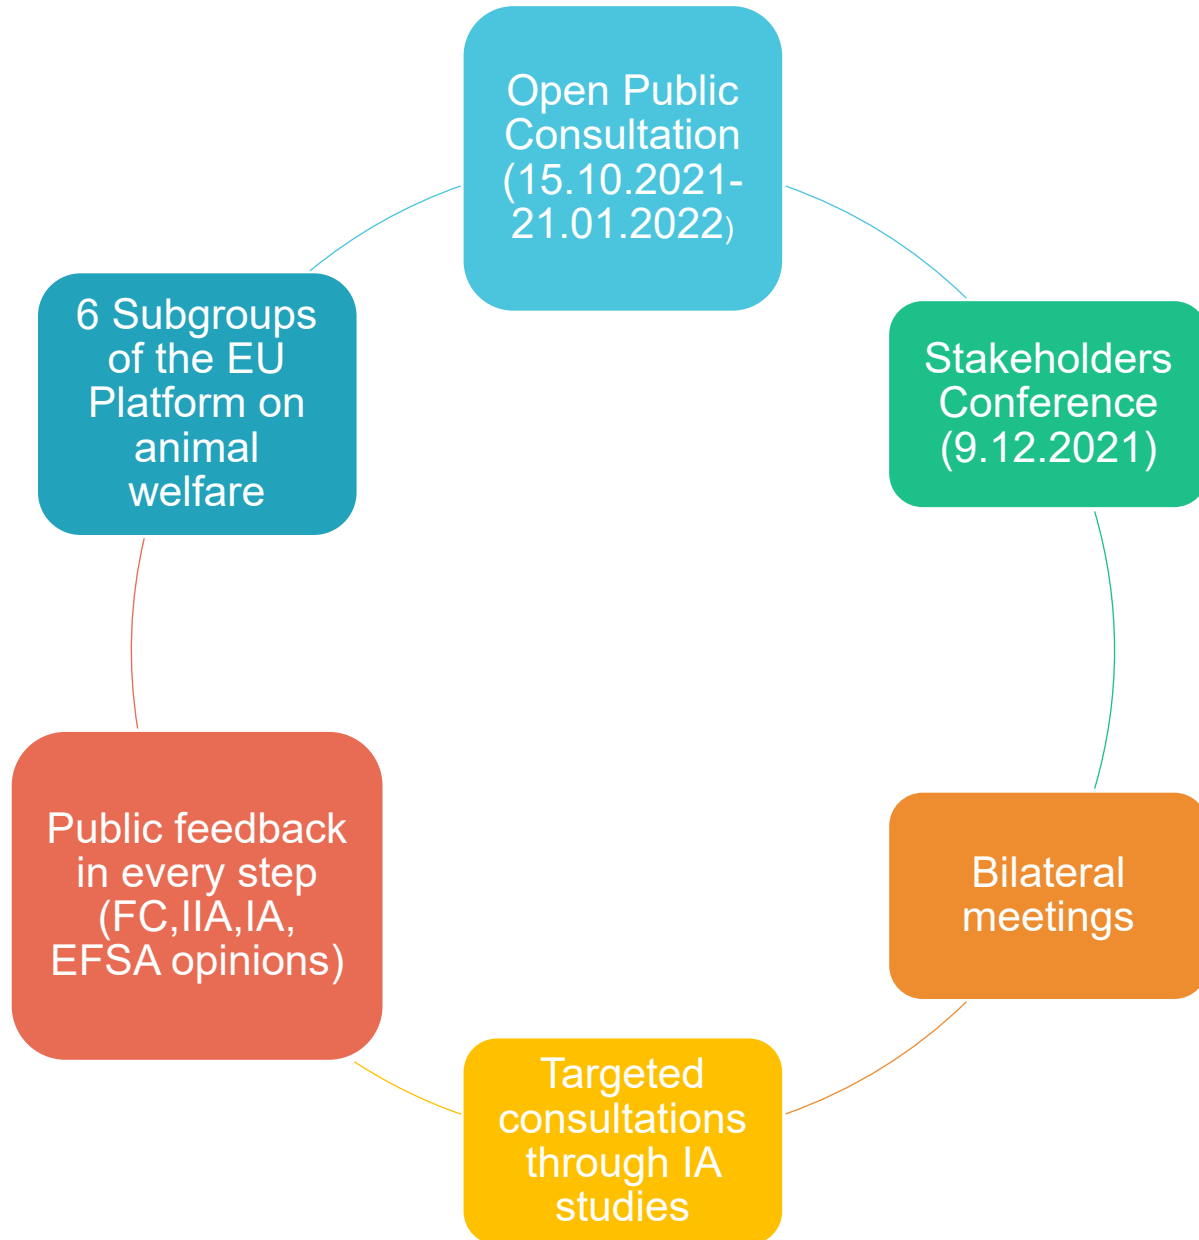 Open Public
Consultation
(15.10.2021-
21.01.2022)
Stakeholders
Conference
(9.12.2021)
Bilateral
meetings
Targeted
consultations
through IA
studies
Public feedback
in every step
(FC,IIA,IA,
EFSA opinions)
6 Subgroups
of the EU
Platform on
animal
welfare